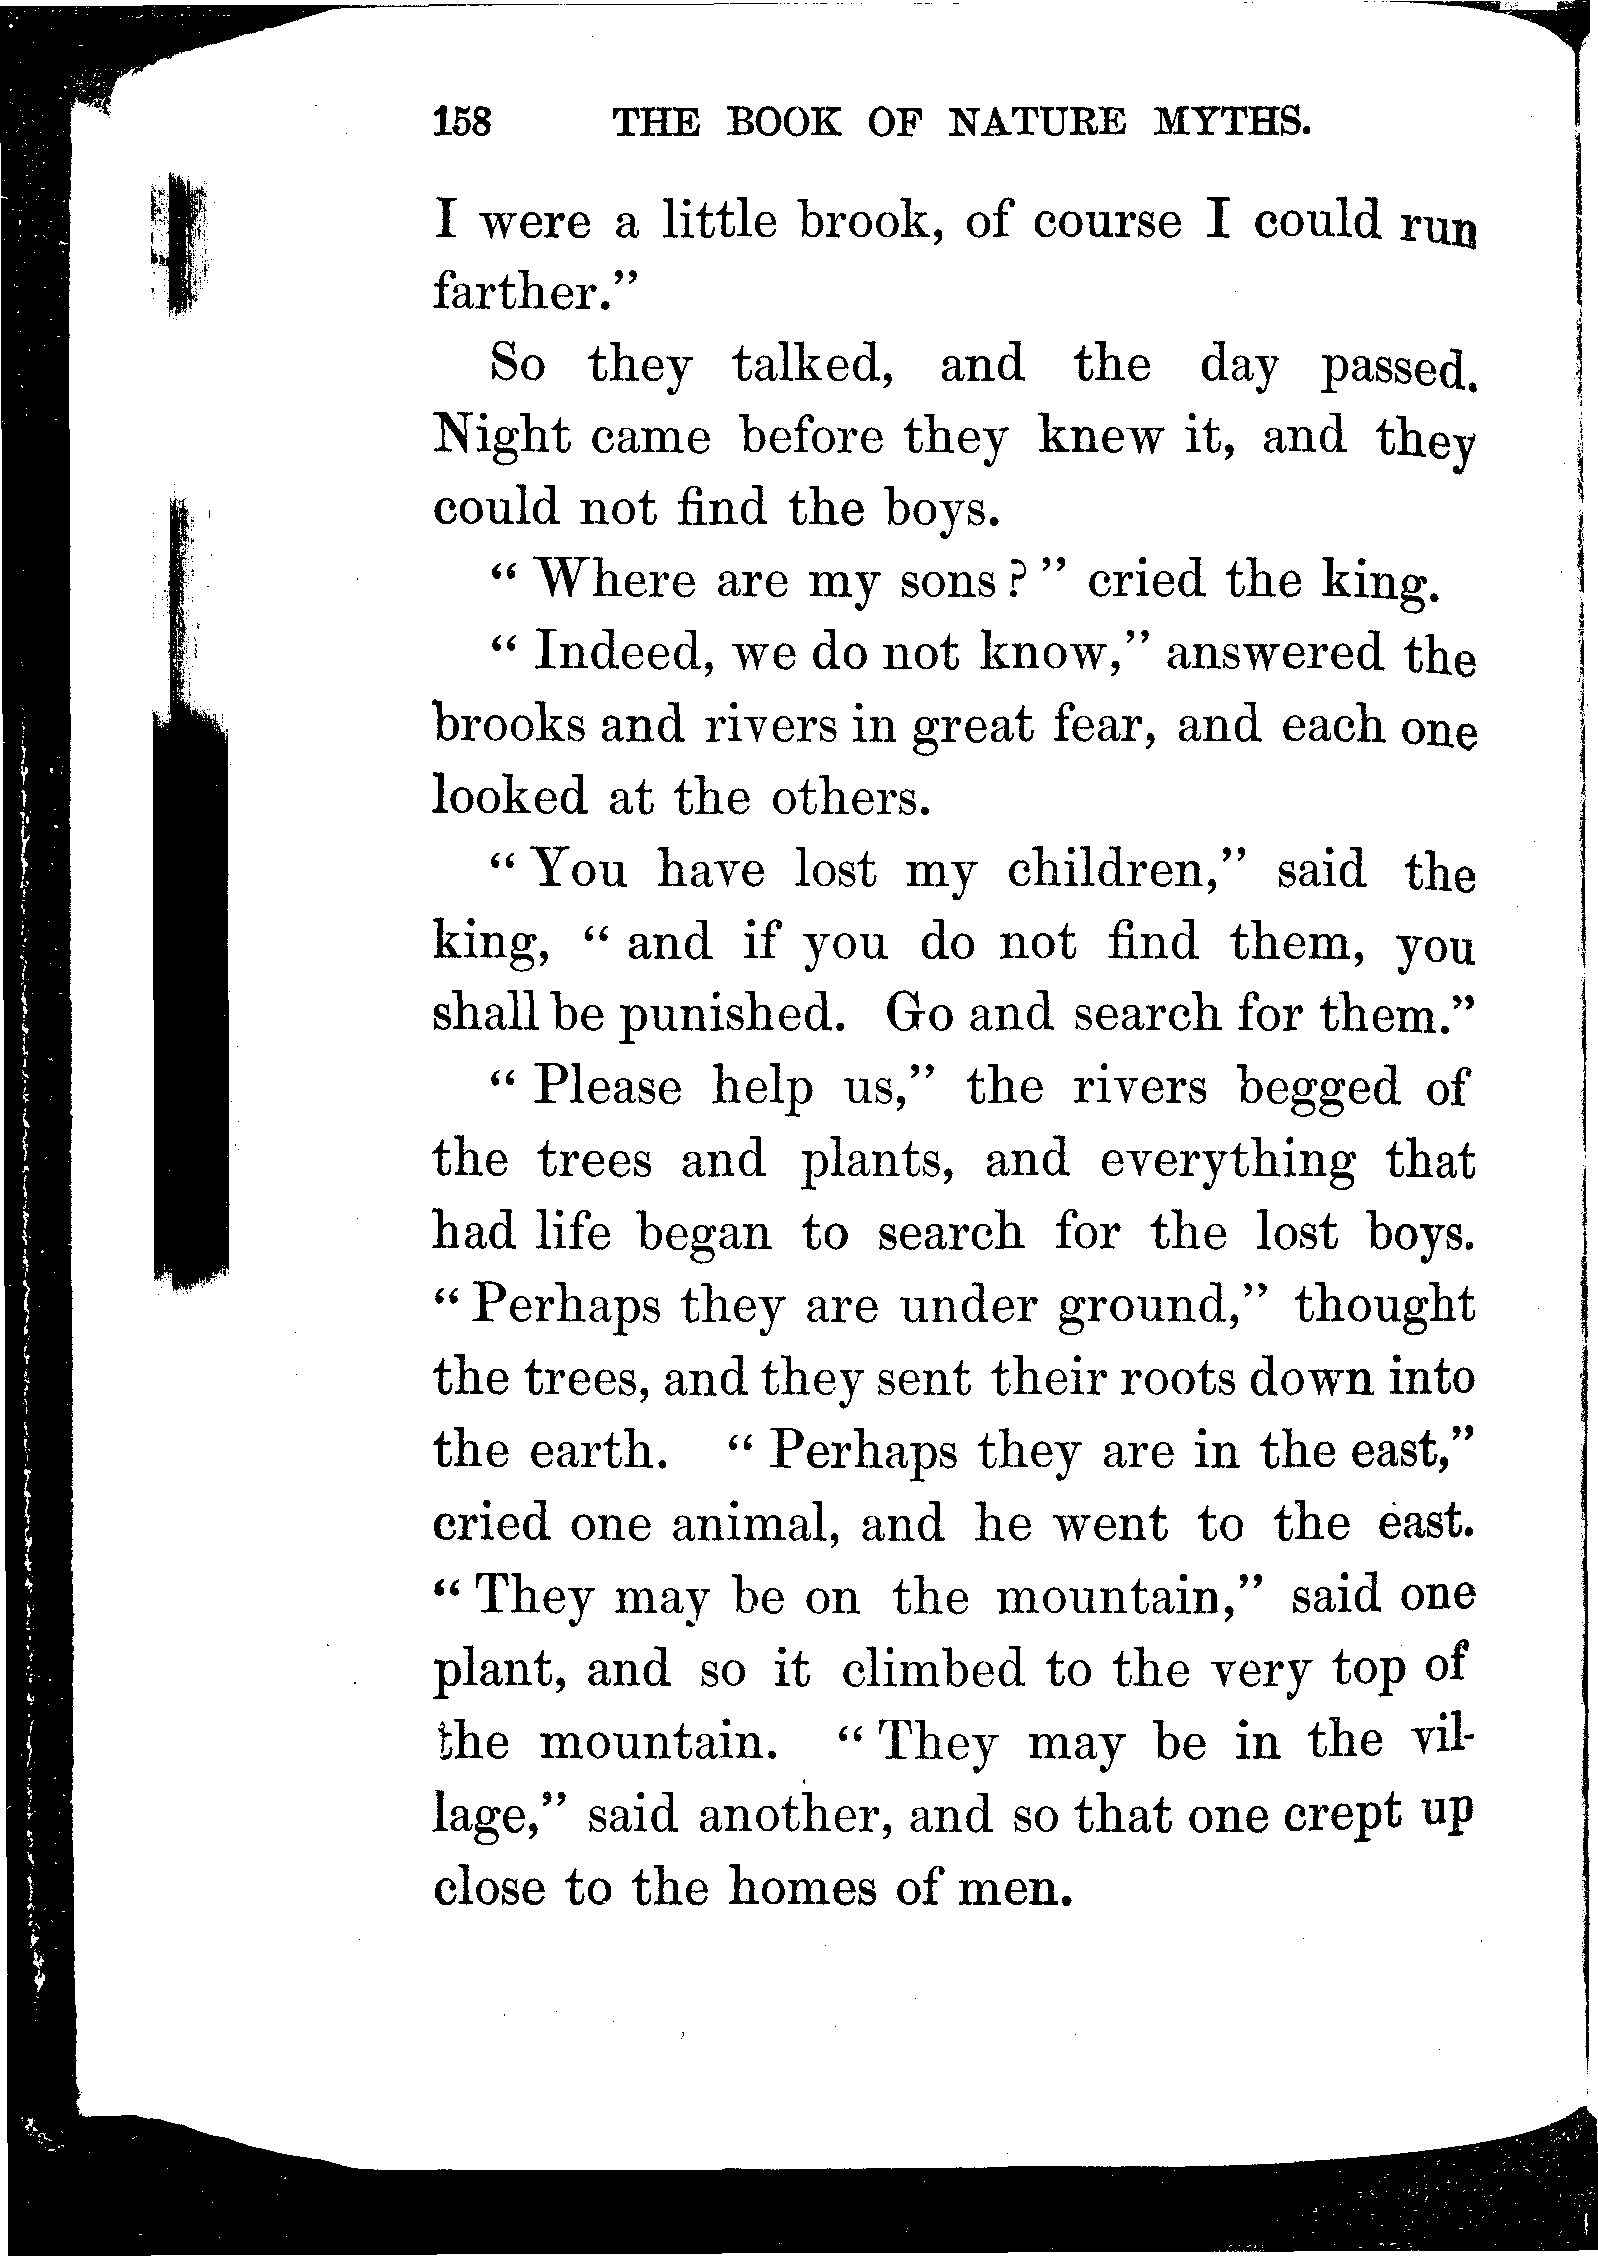 158 THE BOOK OF NATURE MYTHS.
I were a little brook, of course I could run
farther."
So they talked, and the day passed.
Night came before they knew it, and they
could not find the boys.
" Where are my sons ? " cried the king.
" Indeed, we do not know," answered the
brooks and rivers in great fear, and each one
looked at the others.
" You have lost my children," said the
king, " and if you do not find them, you
shall be punished. Go and search for them."
" Please help us," the rivers begged of
the trees and plants, and everything that
had life began to search for the lost boys.
" Perhaps they are under ground," thought
the trees, and they sent their roots down into
the earth. " Perhaps they are in the east,"
cried one animal, and he went to the east.
" They may be on the mountain," said one
plant, and so it climbed to the very top of
the mountain. " They may be in the vil-
lage," said another, and so that one crept up
close to the homes of men.